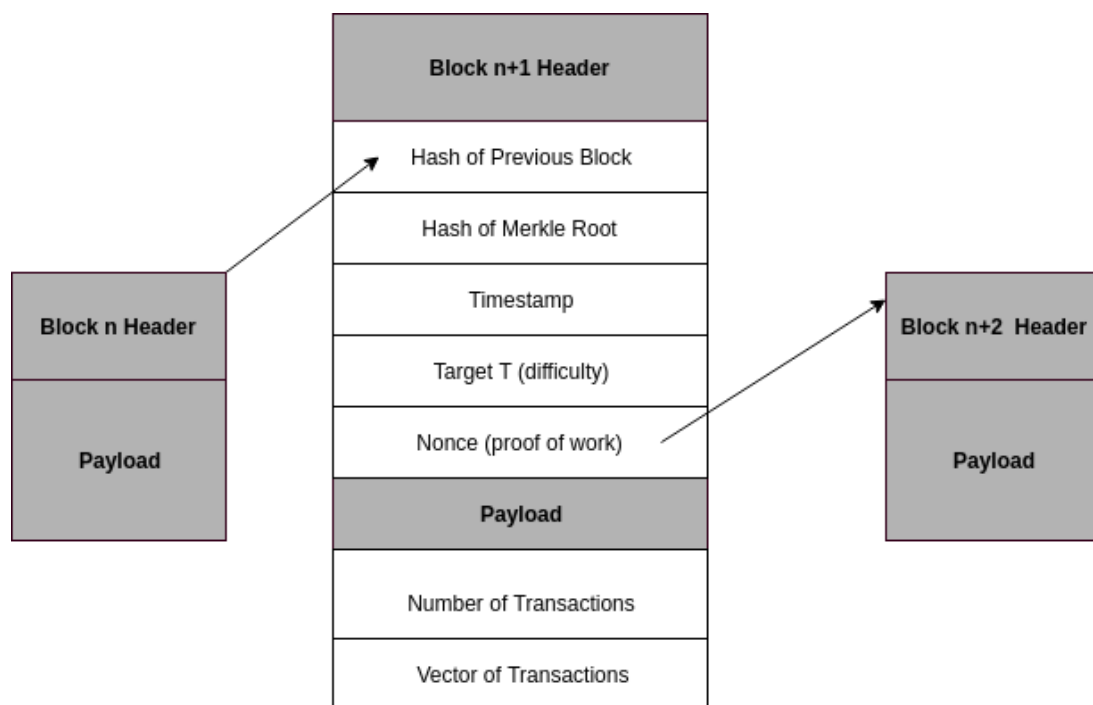 Block n+1 Header
Hash of Previous Block
Hash of Merkle Root
Timestamp
Target T (difficulty)
Nonce (proof of work)
Payload
Number of Transactions
Vector of Transactions
Block n Header
Payload
Block n+2 Header
Payload